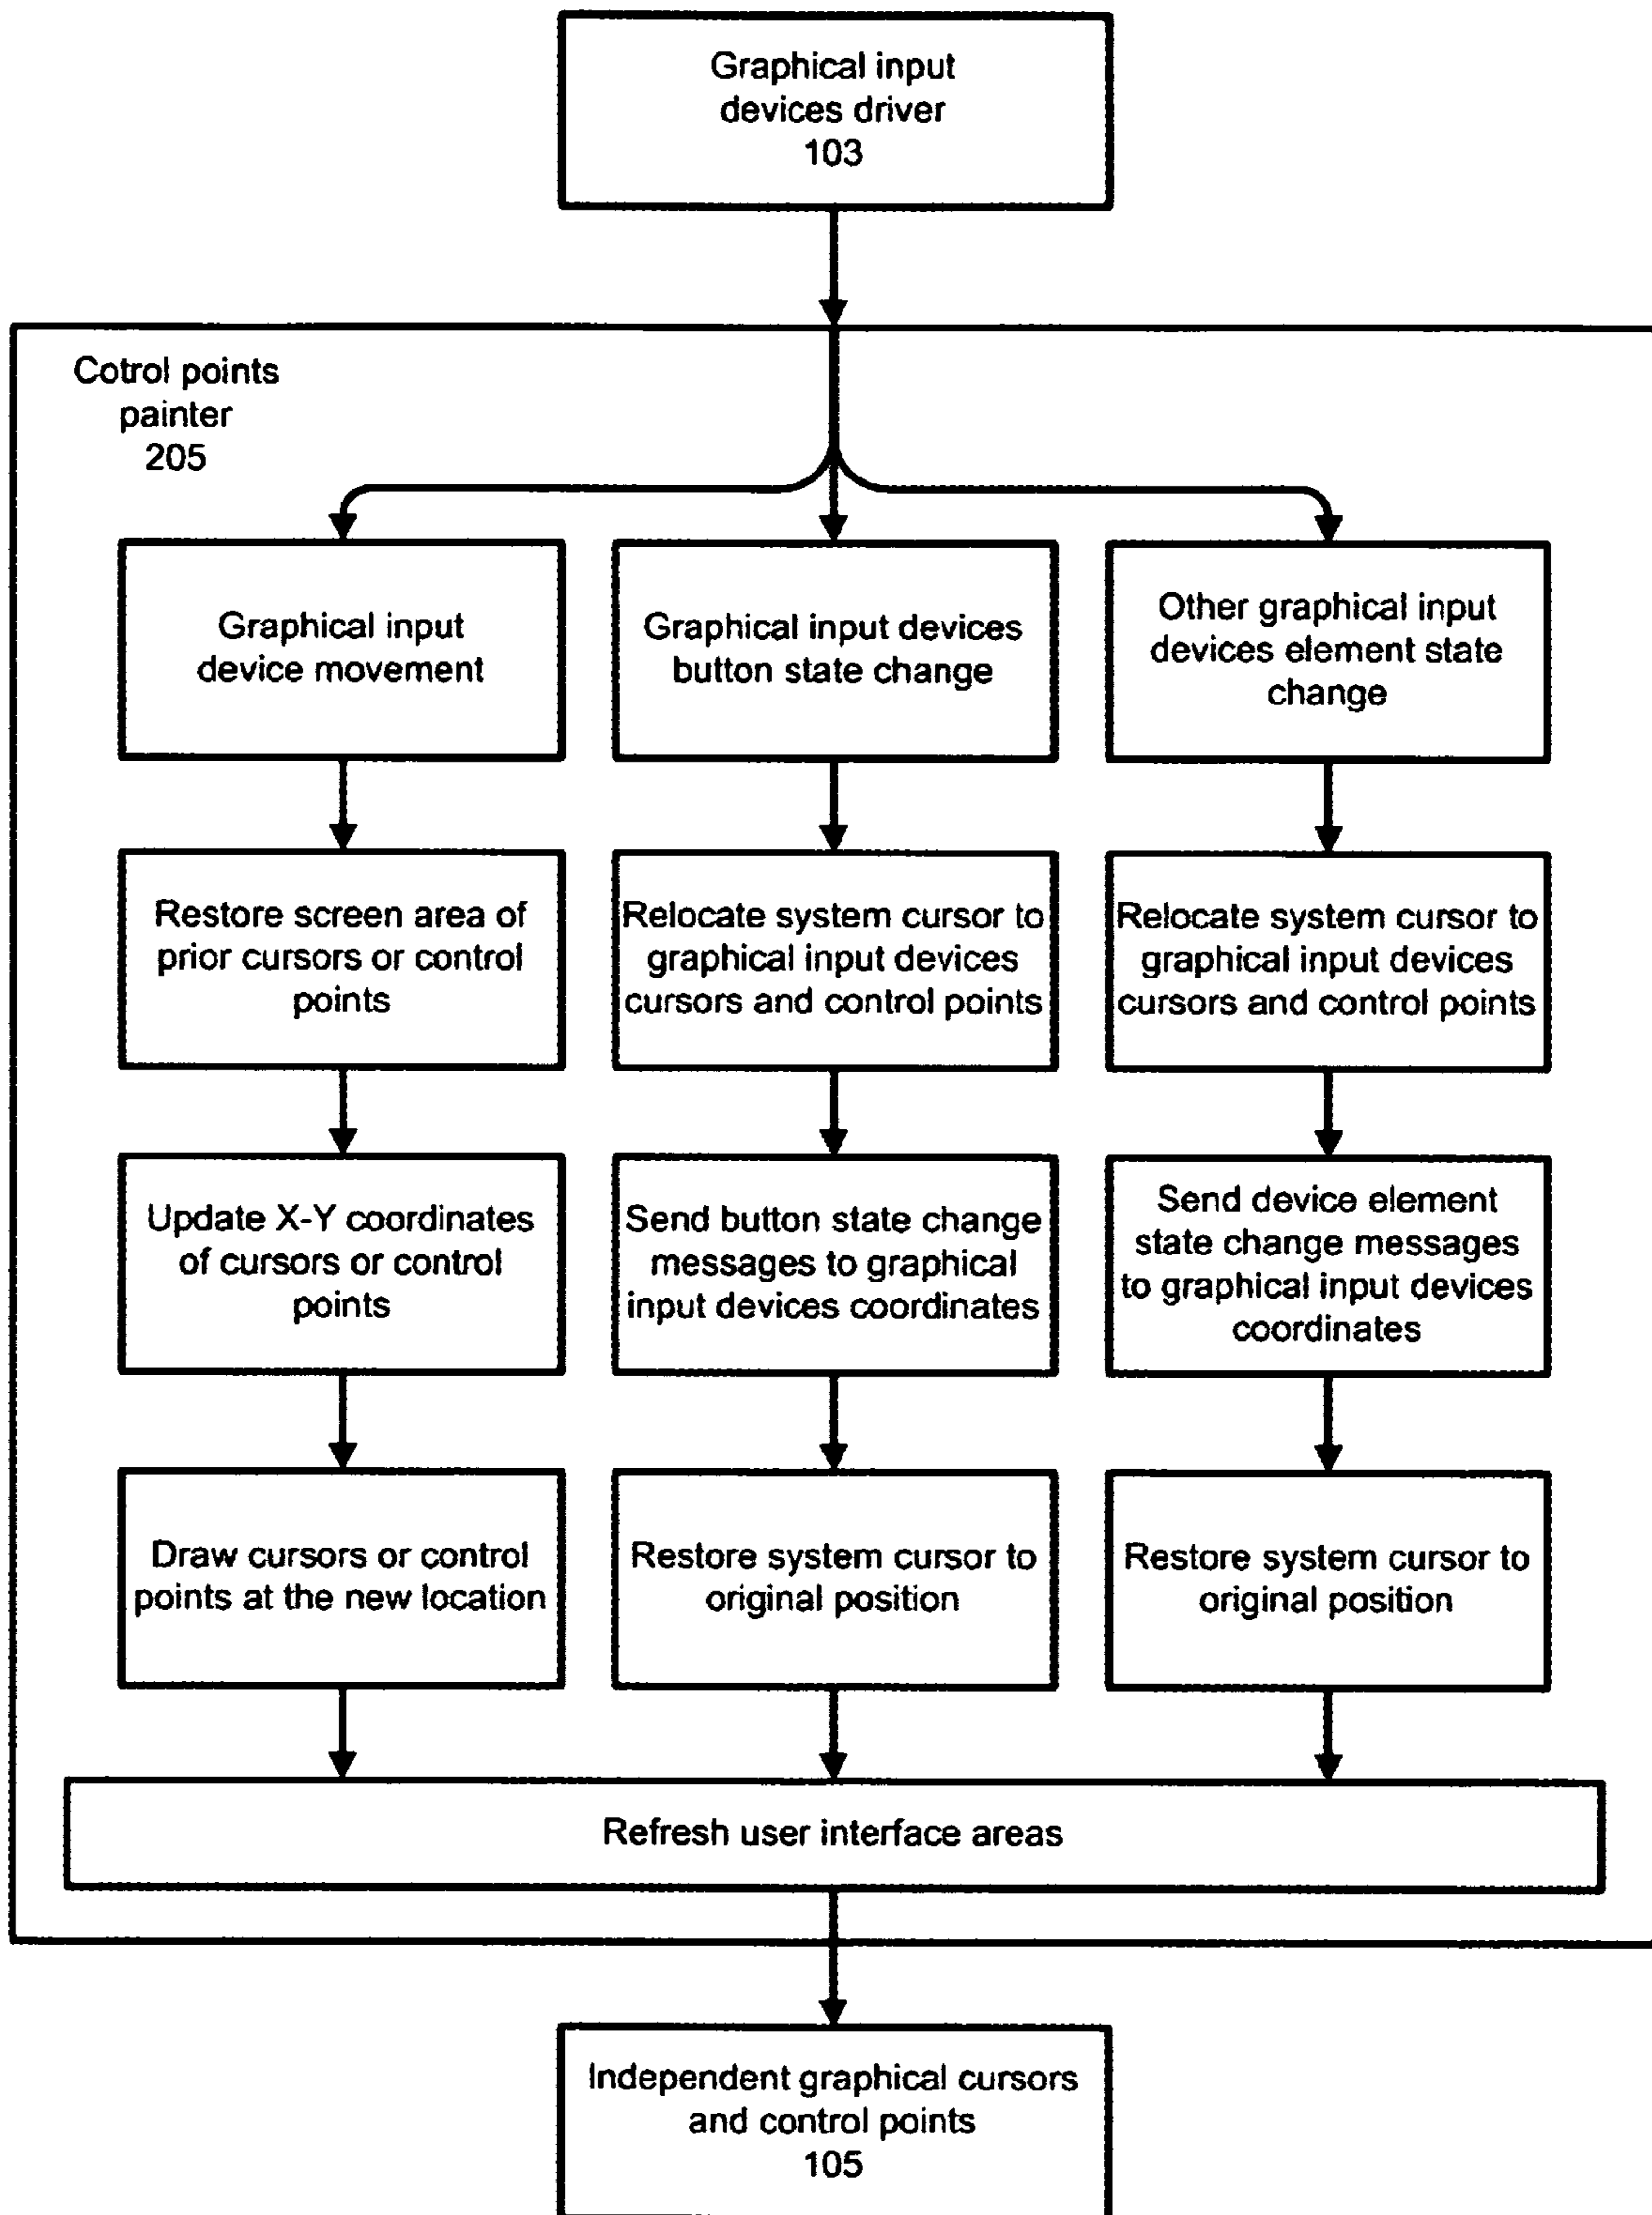 Graphical input
devices driver
103
Cotrol points
painter
205
Graphical input
device movement
Graphical input devices
button state change
Other graphical input
devices element state
change
Restore screen area of
prior cursors or control
points
Relocate system cursor to
graphical input devices
cursors and control points
Relocate system cursor to
graphical input devices
cursors and control points
Update X-Y coordinates
of cursors or control
points
Send button state change
messages to graphical
input devices coordinates
Send device element
state change messages
to graphical input devices
coordinates
Draw cursors or control
points at the new location
Restore system cursor to
original position
Restore system cursor to
original position
Refresh user interface areas
Independent graphical cursors
and control points
105